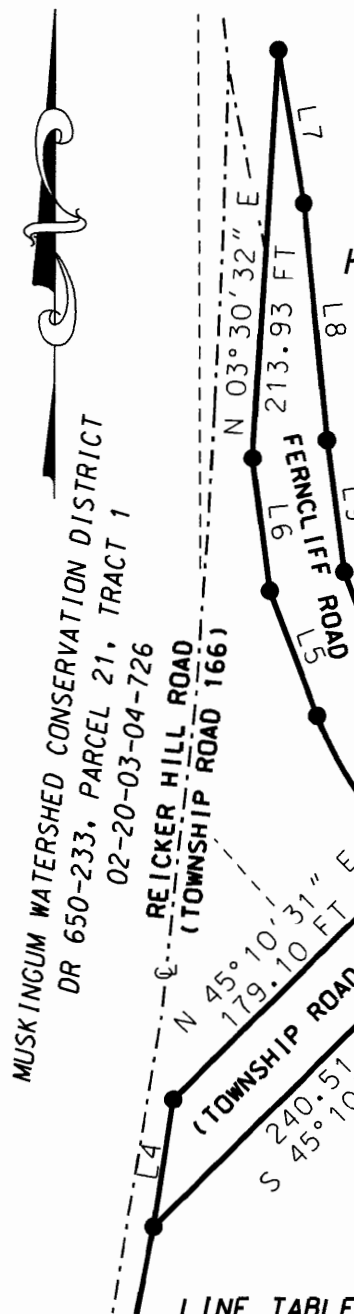 L7
L8
N 03°30'32" E
213.93 FT
FERNCLIFF ROAD
L6
L5
MUSKINGUM WATERSHED CONSERVATION DISTRICT
DR 650-233, PARCEL 21, TRACT 1
02-20-03-04-726
REICKER HILL ROAD
(TOWNSHIP ROAD 166)
N 45°10'31" E
179.10 FT
(TOWNSHIP ROAD
240.51
S 45°10
L4
LINE TABLE